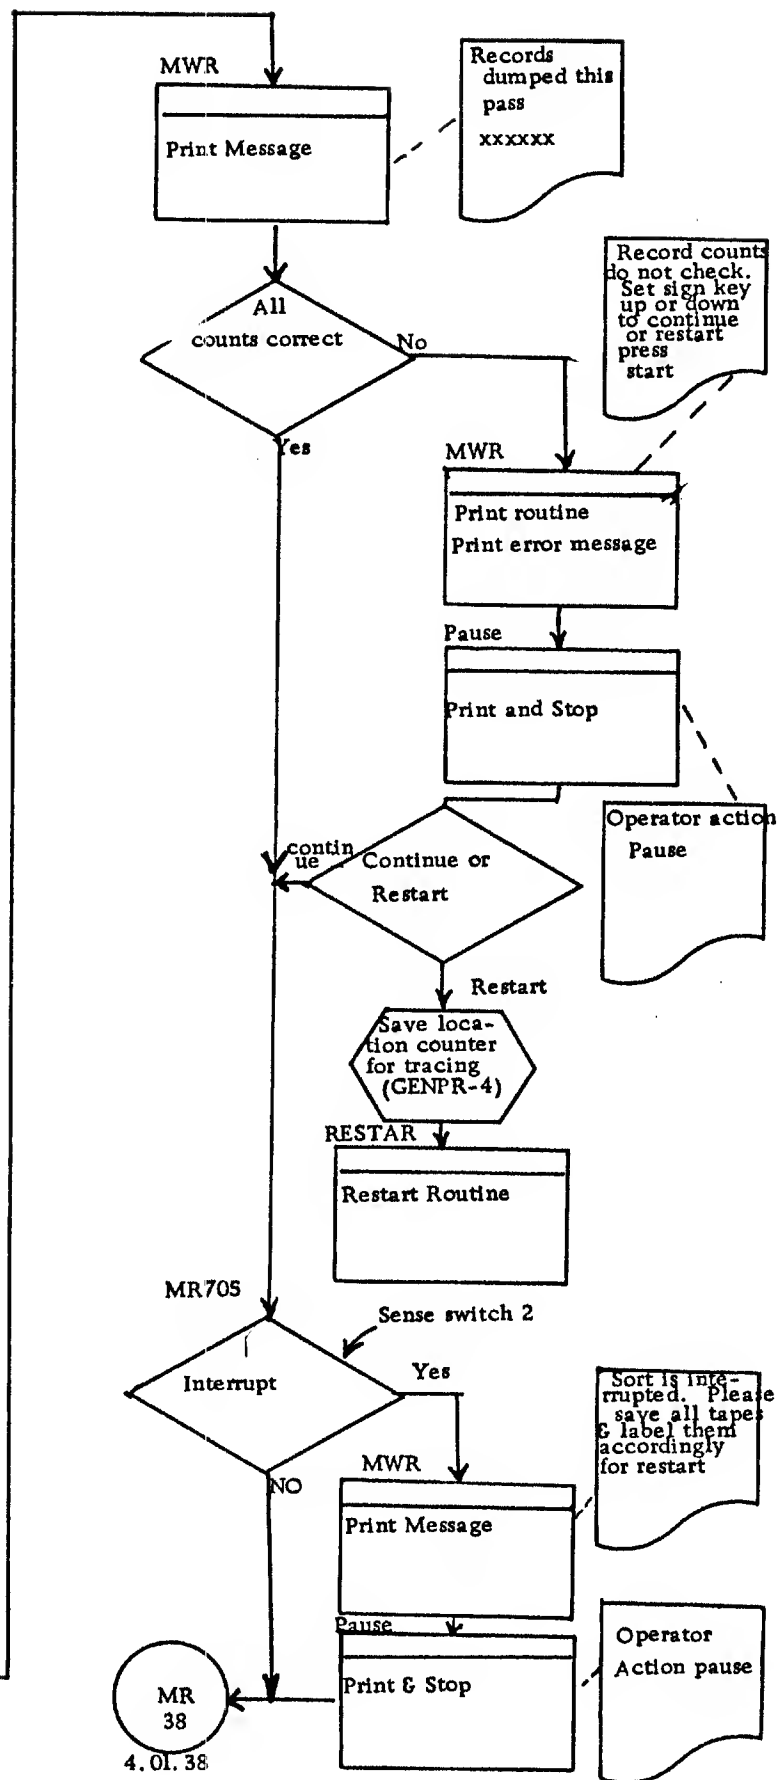 MWR
Print Message
Records
dumped this
pass
xxxxxx
All
counts correct
No
Yes
Record counts
do not check.
Set sign key
up or down
to continue
or restart
press
start
MWR
Print routine
Print error message
Pause
Print and Stop
Operator action
Pause
contin
ue
Continue or
Restart
Restart
Save loca-
tion counter
for tracing
(GENPR-4)
RESTAR
Restart Routine
MR705
Sense switch 2
Interrupt
Yes
NO
Sort is inte-
rrupted. Please
save all tapes
& label them
accordingly
for restart
MWR
Print Message
Pause
Print & Stop
Operator
Action pause
MR
38
4.01.38